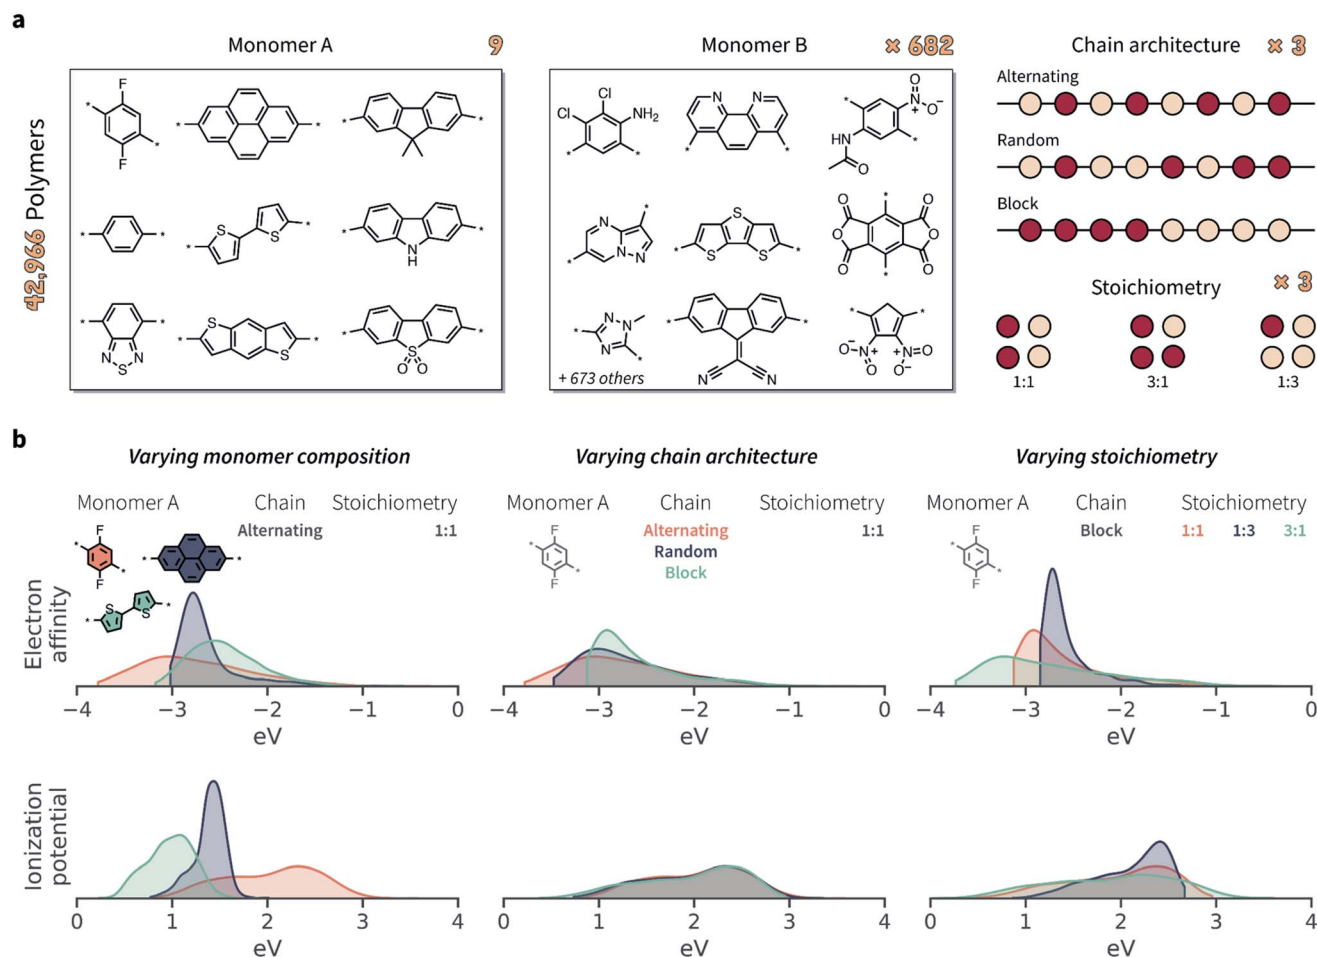 a
Monomer A 9
Monomer B × 682
Chain architecture × 3
42,966 Polymers
F
F
S
S
N
H
N
S
N
S
S
S
O O
Cl
Cl
NH₂
N N
N⁺ O
O⁻
HN
O
N
N N
S
S S
O O
O O
O O
N N
N
N N
O⁻ N⁺ O
N⁺ O
O⁻
+ 673 others
Alternating
Random
Block
Stoichiometry × 3
1:1 3:1 1:3
b
Varying monomer composition
Monomer A Chain Stoichiometry
Alternating 1:1
F
F
S
S
Electron affinity
−4 −3 −2 −1 0
eV
Ionization potential
0 1 2 3 4
eV
Varying chain architecture
Monomer A Chain Stoichiometry
Alternating 1:1
Random
Block
F
F
−4 −3 −2 −1 0
eV
0 1 2 3 4
eV
Varying stoichiometry
Monomer A Chain Stoichiometry
Block 1:1 1:3 3:1
F
F
−4 −3 −2 −1 0
eV
0 1 2 3 4
eV